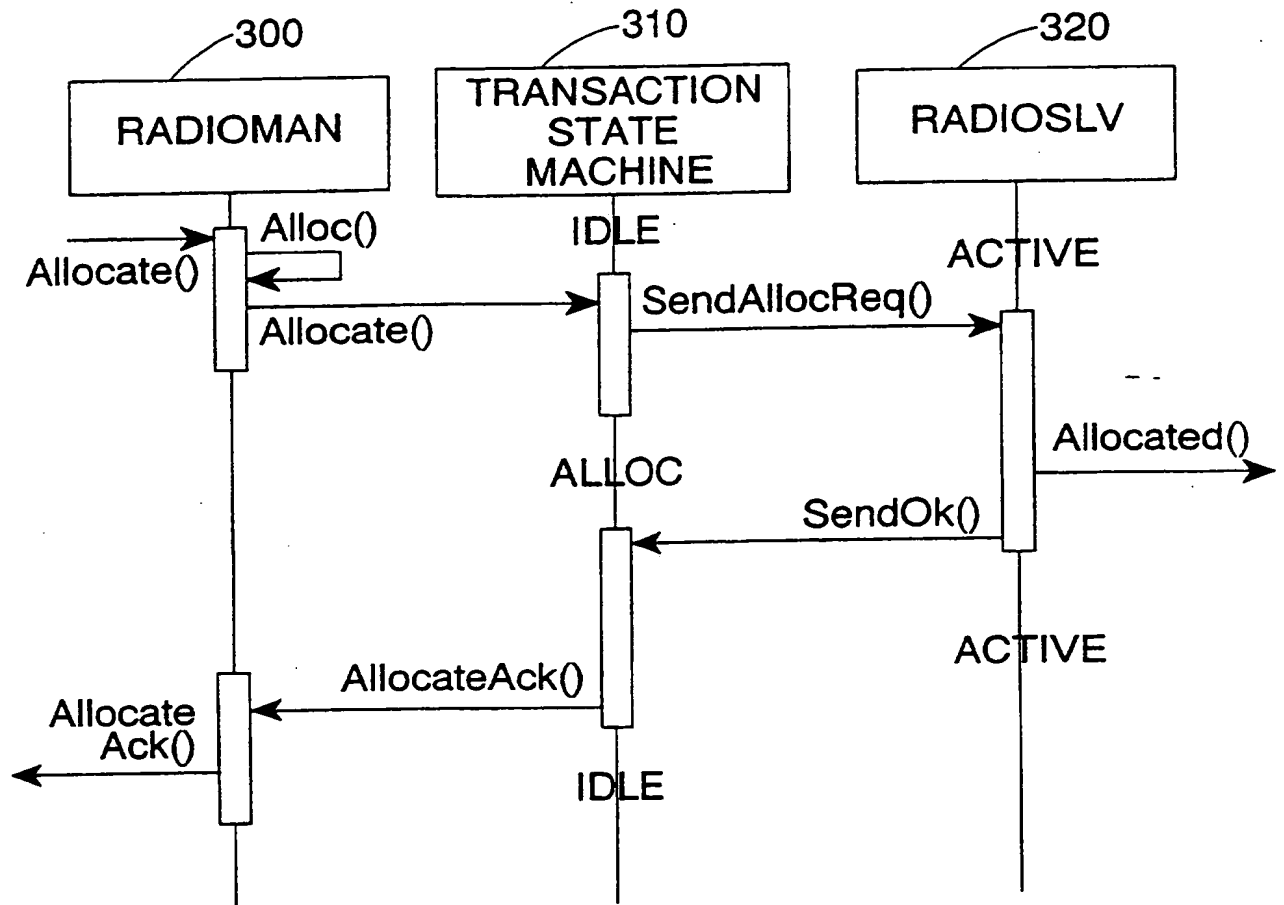 300
310
320
RADIOMAN
TRANSACTION
STATE
MACHINE
RADIOSLV
Alloc()
IDLE
ACTIVE
Allocate()
SendAllocReq()
Allocate()
Allocated()
ALLOC
SendOk()
ACTIVE
AllocateAck()
Allocate
Ack()
IDLE